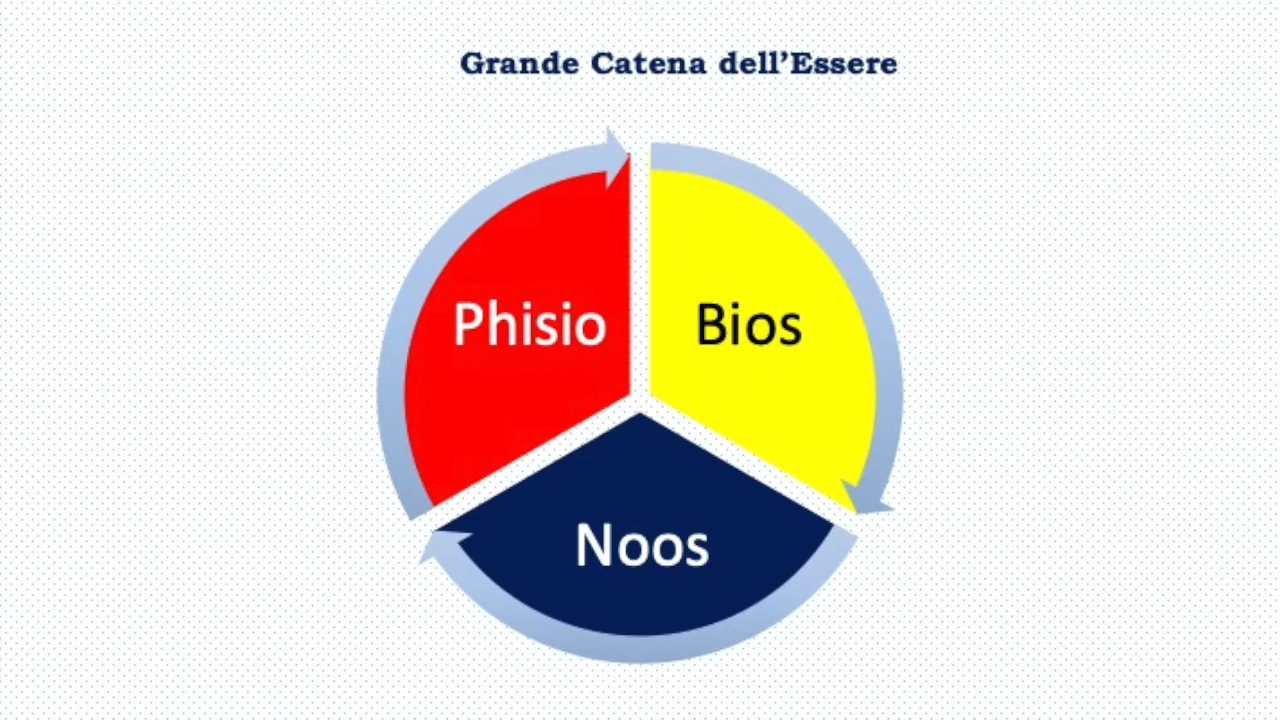 Grande Catena dell’Essere
Phisio
Bios
Noos